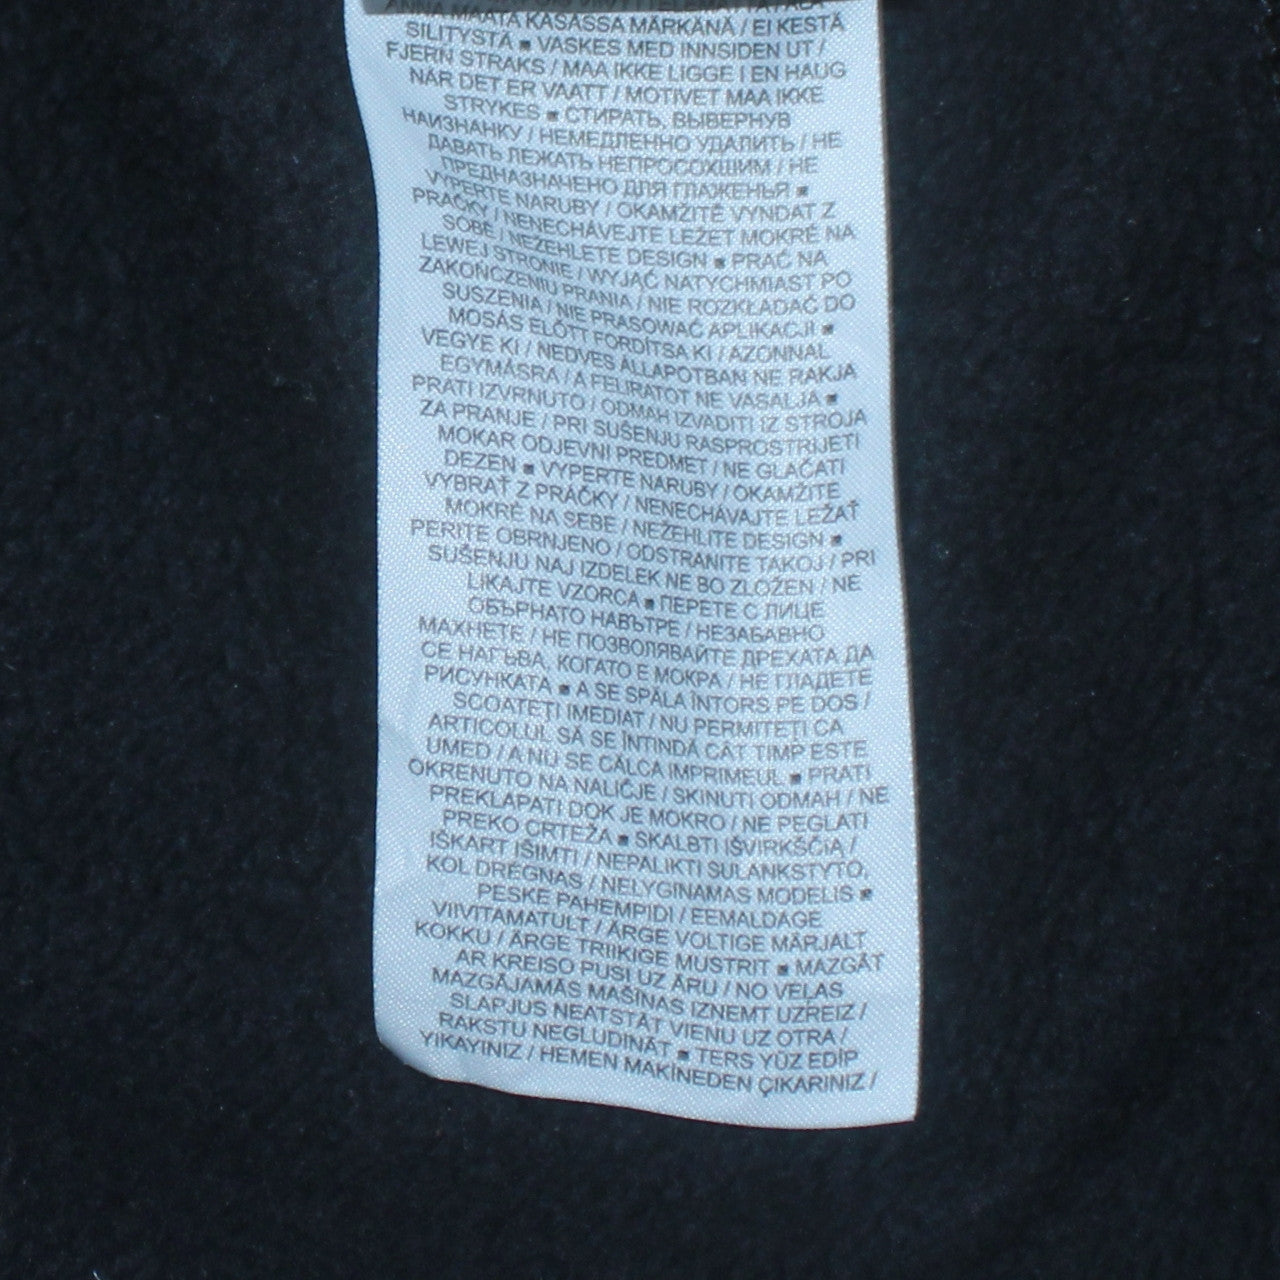 ANNA MAATA KASASSA MÄRKÄNÄ / EI KESTÄ
SILITYSTÄ ■ VASKES MED INNSIDEN UT /
FJERN STRAKS / MAA IKKE LIGGE I EN HAUG
NÅR DET ER VAATT / MOTIVET MAA IKKE
STRYKES ■ СТИРАТЬ, ВЫВЕРНУВ
НАИЗНАНКУ / НЕМЕДЛЕННО УДАЛИТЬ / НЕ
ДАВАТЬ ЛЕЖАТЬ НЕПРОСОХШИМ / НЕ
ПРЕДНАЗНАЧЕНО ДЛЯ ГЛАЖЕНЬЯ ■
VYPERTE NARUBY / OKAMŽITĚ VYNDAT Z
PRAČKY / NENECHÁVEJTE LEŽET MOKRÉ NA
SOBĚ / NEŽEHLETE DESIGN ■ PRAĆ NA
LEWEJ STRONIE / WYJĄĆ NATYCHMIAST PO
ZAKOŃCZENIU PRANIA / NIE ROZKŁADAĆ DO
SUSZENIA / NIE PRASOWAĆ APLIKACJI ■
MOSÁS ELŐTT FORDÍTSA KI / AZONNAL
VEGYE KI / NEDVES ÁLLAPOTBAN NE RAKJA
EGYMÁSRA / A FELIRATOT NE VASALJA ■
PRATI IZVRNUTO / ODMAH IZVADITI IZ STROJA
ZA PRANJE / PRI SUŠENJU RASPROSTRIJETI
MOKAR ODJEVNI PREDMET / NE GLAČATI
DEZEN ■ VYPERTE NARUBY / OKAMŽITE
VYBRAŤ Z PRÁČKY / NENECHÁVAJTE LEŽAŤ
MOKRÉ NA SEBE / NEŽEHLITE DESIGN ■
PERITE OBRNJENO / ODSTRANITE TAKOJ / PRI
SUŠENJU NAJ IZDELEK NE BO ZLOŽEN / NE
LIKAJTE VZORCA ■ ПЕРЕТЕ С ЛИЦЕ
ОБЪРНАТО НАВЪТРЕ / НЕЗАБАВНО
МАХНЕТЕ / НЕ ПОЗВОЛЯВАЙТЕ ДРЕХАТА ДА
СЕ НАГЪВА, КОГАТО Е МОКРА / НЕ ГЛАДЕТЕ
РИСУНКАТА ■ A SE SPĂLA ÎNTORS PE DOS /
SCOATEȚI IMEDIAT / NU PERMITEȚI CA
ARTICOLUL SĂ SE ÎNTINDĂ CÂT TIMP ESTE
UMED / A NU SE CĂLCA IMPRIMEUL ■ PRATI
OKRENUTO NA NALIČJE / SKINUTI ODMAH / NE
PREKLAPATI DOK JE MOKRO / NE PEGLATI
PREKO CRTEŽA ■ SKALBTI IŠVIRKŠČIĄ /
IŠKART IŠIMTI / NEPALIKTI SULANKSTYTO,
KOL DRĖGNAS / NELYGINAMAS MODELIS ■
PESKE PAHEMPIDI / EEMALDAGE
VIIVITAMATULT / ÄRGE VOLTIGE MÄRJALT
KOKKU / ÄRGE TRIIKIGE MUSTRIT ■ MAZGĀT
AR KREISO PUSI UZ ĀRU / NO VEĻAS
MAZGĀJAMĀS MAŠĪNAS IZŅEMT UZREIZ /
SLAPJUS NEATSTĀT VIENU UZ OTRA /
RAKSTU NEGLUDINĀT ■ TERS YÜZ EDİP
YIKAYINIZ / HEMEN MAKİNEDEN ÇIKARINIZ /